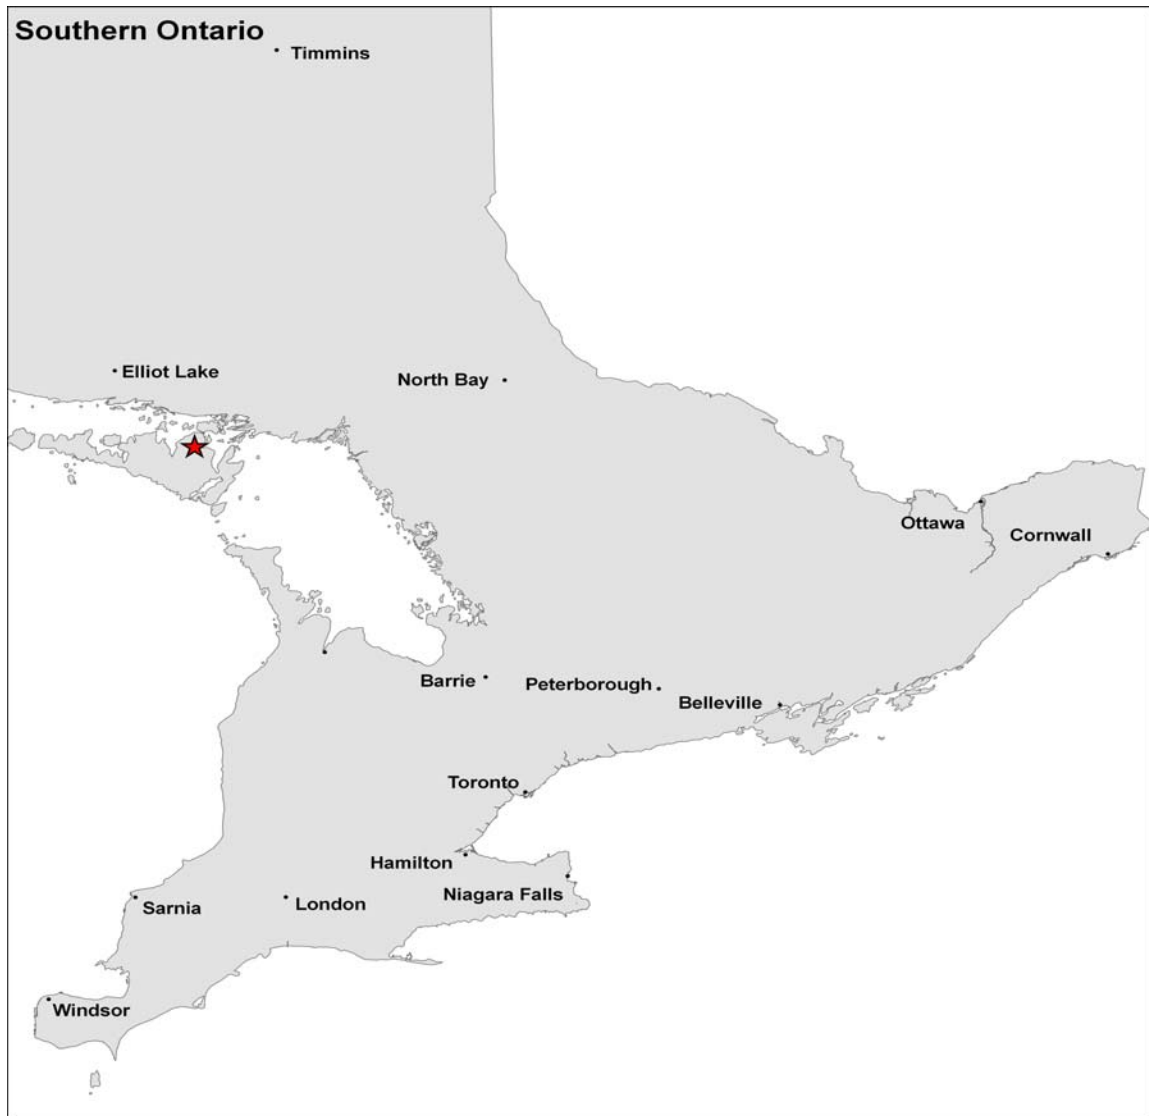 Southern Ontario
Timmins
Elliot Lake
North Bay
Ottawa
Cornwall
Barrie
Peterborough
Belleville
Toronto
Hamilton
Niagara Falls
Sarnia
London
Windsor